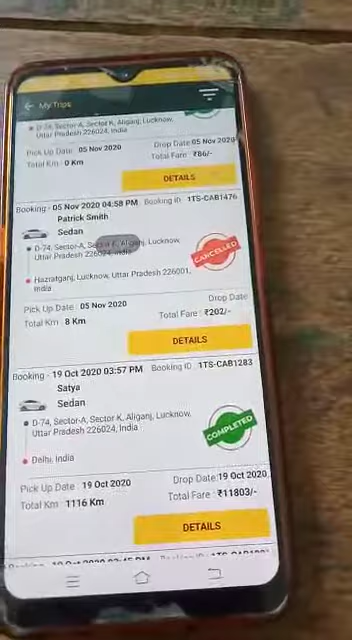 My Trips
D-74, Sector-A, Sector K, Aliganj, Lucknow,
Uttar Pradesh 226024, India
Pick Up Date : 05 Nov 2020 Drop Date:05 Nov 2020
Total Km : 0 Km Total Fare : ₹86/-
DETAILS
Booking - 05 Nov 2020 04:58 PM Booking ID : 1TS-CAB1476
Patrick Smith
Sedan
D-74, Sector-A, Sector K, Aliganj, Lucknow,
Uttar Pradesh 226024, India
CANCELLED
Hazratganj, Lucknow, Uttar Pradesh 226001,
India
Pick Up Date : 05 Nov 2020 Drop Date
Total Km : 8 Km Total Fare : ₹202/-
DETAILS
Booking - 19 Oct 2020 03:57 PM Booking ID : 1TS-CAB1283
Satya
Sedan
D-74, Sector-A, Sector K, Aliganj, Lucknow,
Uttar Pradesh 226024, India
COMPLETED
Delhi, India
Pick Up Date : 19 Oct 2020 Drop Date:19 Oct 2020
Total Km : 1116 Km Total Fare : ₹11803/-
DETAILS